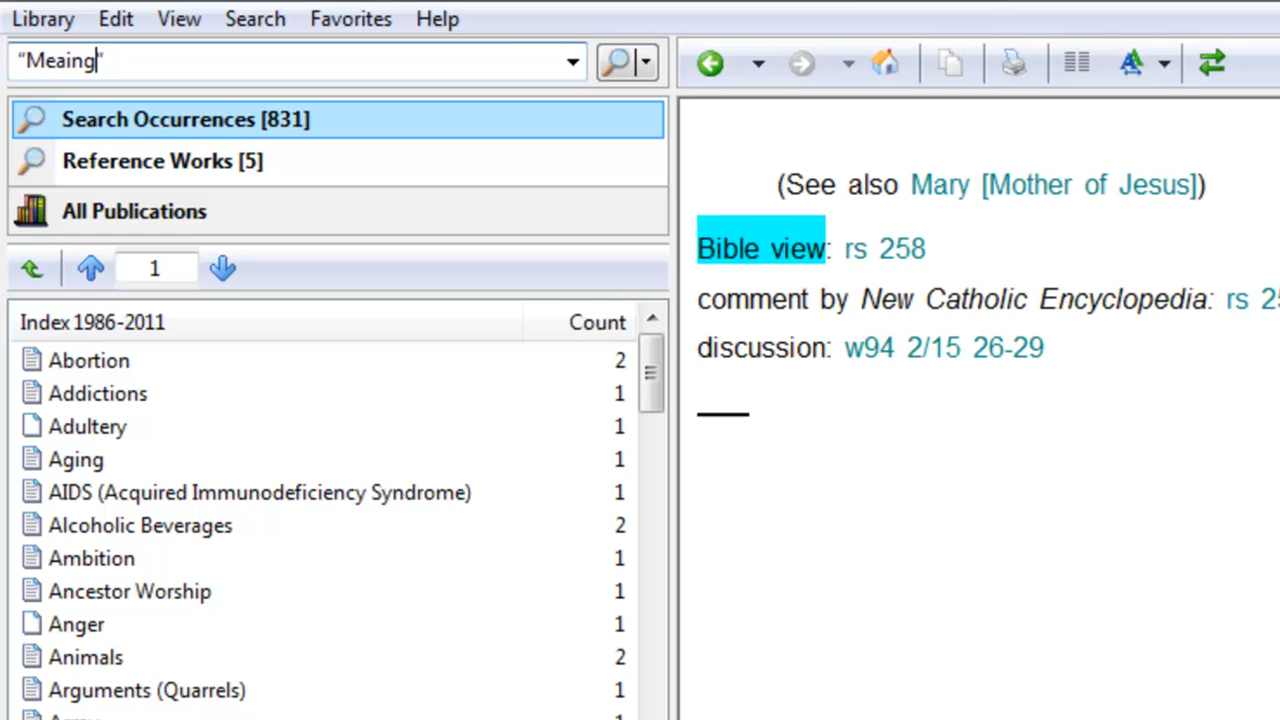 Library Edit View Search Favorites Help
"Meaing"
Search Occurrences [831]
Reference Works [5]
All Publications
1
Index 1986-2011 Count
Abortion 2
Addictions 1
Adultery 1
Aging 1
AIDS (Acquired Immunodeficiency Syndrome) 1
Alcoholic Beverages 2
Ambition 1
Ancestor Worship 1
Anger 1
Animals 2
Arguments (Quarrels) 1
(See also Mary [Mother of Jesus])
Bible view: rs 258
comment by New Catholic Encyclopedia: rs
discussion: w94 2/15 26-29